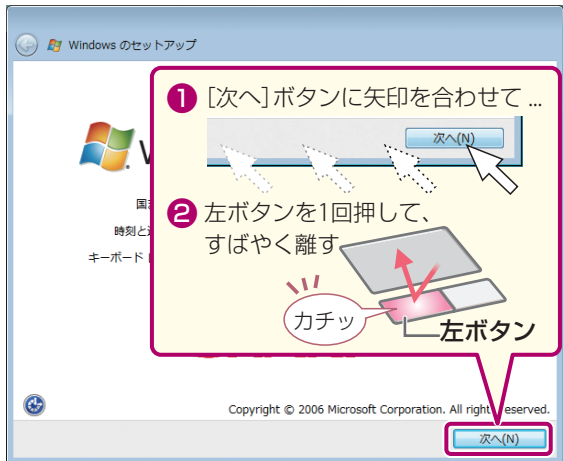 Windows のセットアップ
❶ [次へ]ボタンに矢印を合わせて ...
次へ(N)
❷ 左ボタンを1回押して、
すばやく離す
カチッ
左ボタン
時刻と
キーボード
Copyright © 2006 Microsoft Corporation. All right eserved.
次へ(N)